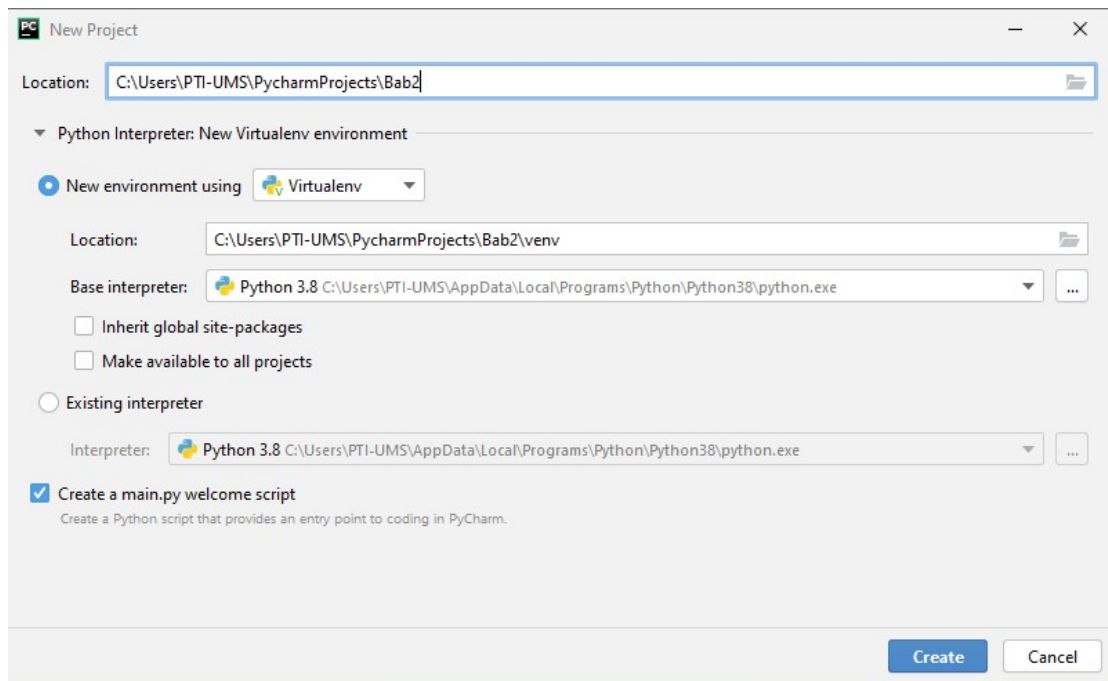 PC New Project
Location: C:\Users\PTI-UMS\PycharmProjects\Bab2
Python Interpreter: New Virtualenv environment
New environment using Virtualenv
Location: C:\Users\PTI-UMS\PycharmProjects\Bab2\venv
Base interpreter: Python 3.8 C:\Users\PTI-UMS\AppData\Local\Programs\Python\Python38\python.exe ...
Inherit global site-packages
Make available to all projects
Existing interpreter
Interpreter: Python 3.8 C:\Users\PTI-UMS\AppData\Local\Programs\Python\Python38\python.exe ...
Create a main.py welcome script
Create a Python script that provides an entry point to coding in PyCharm.
Create Cancel